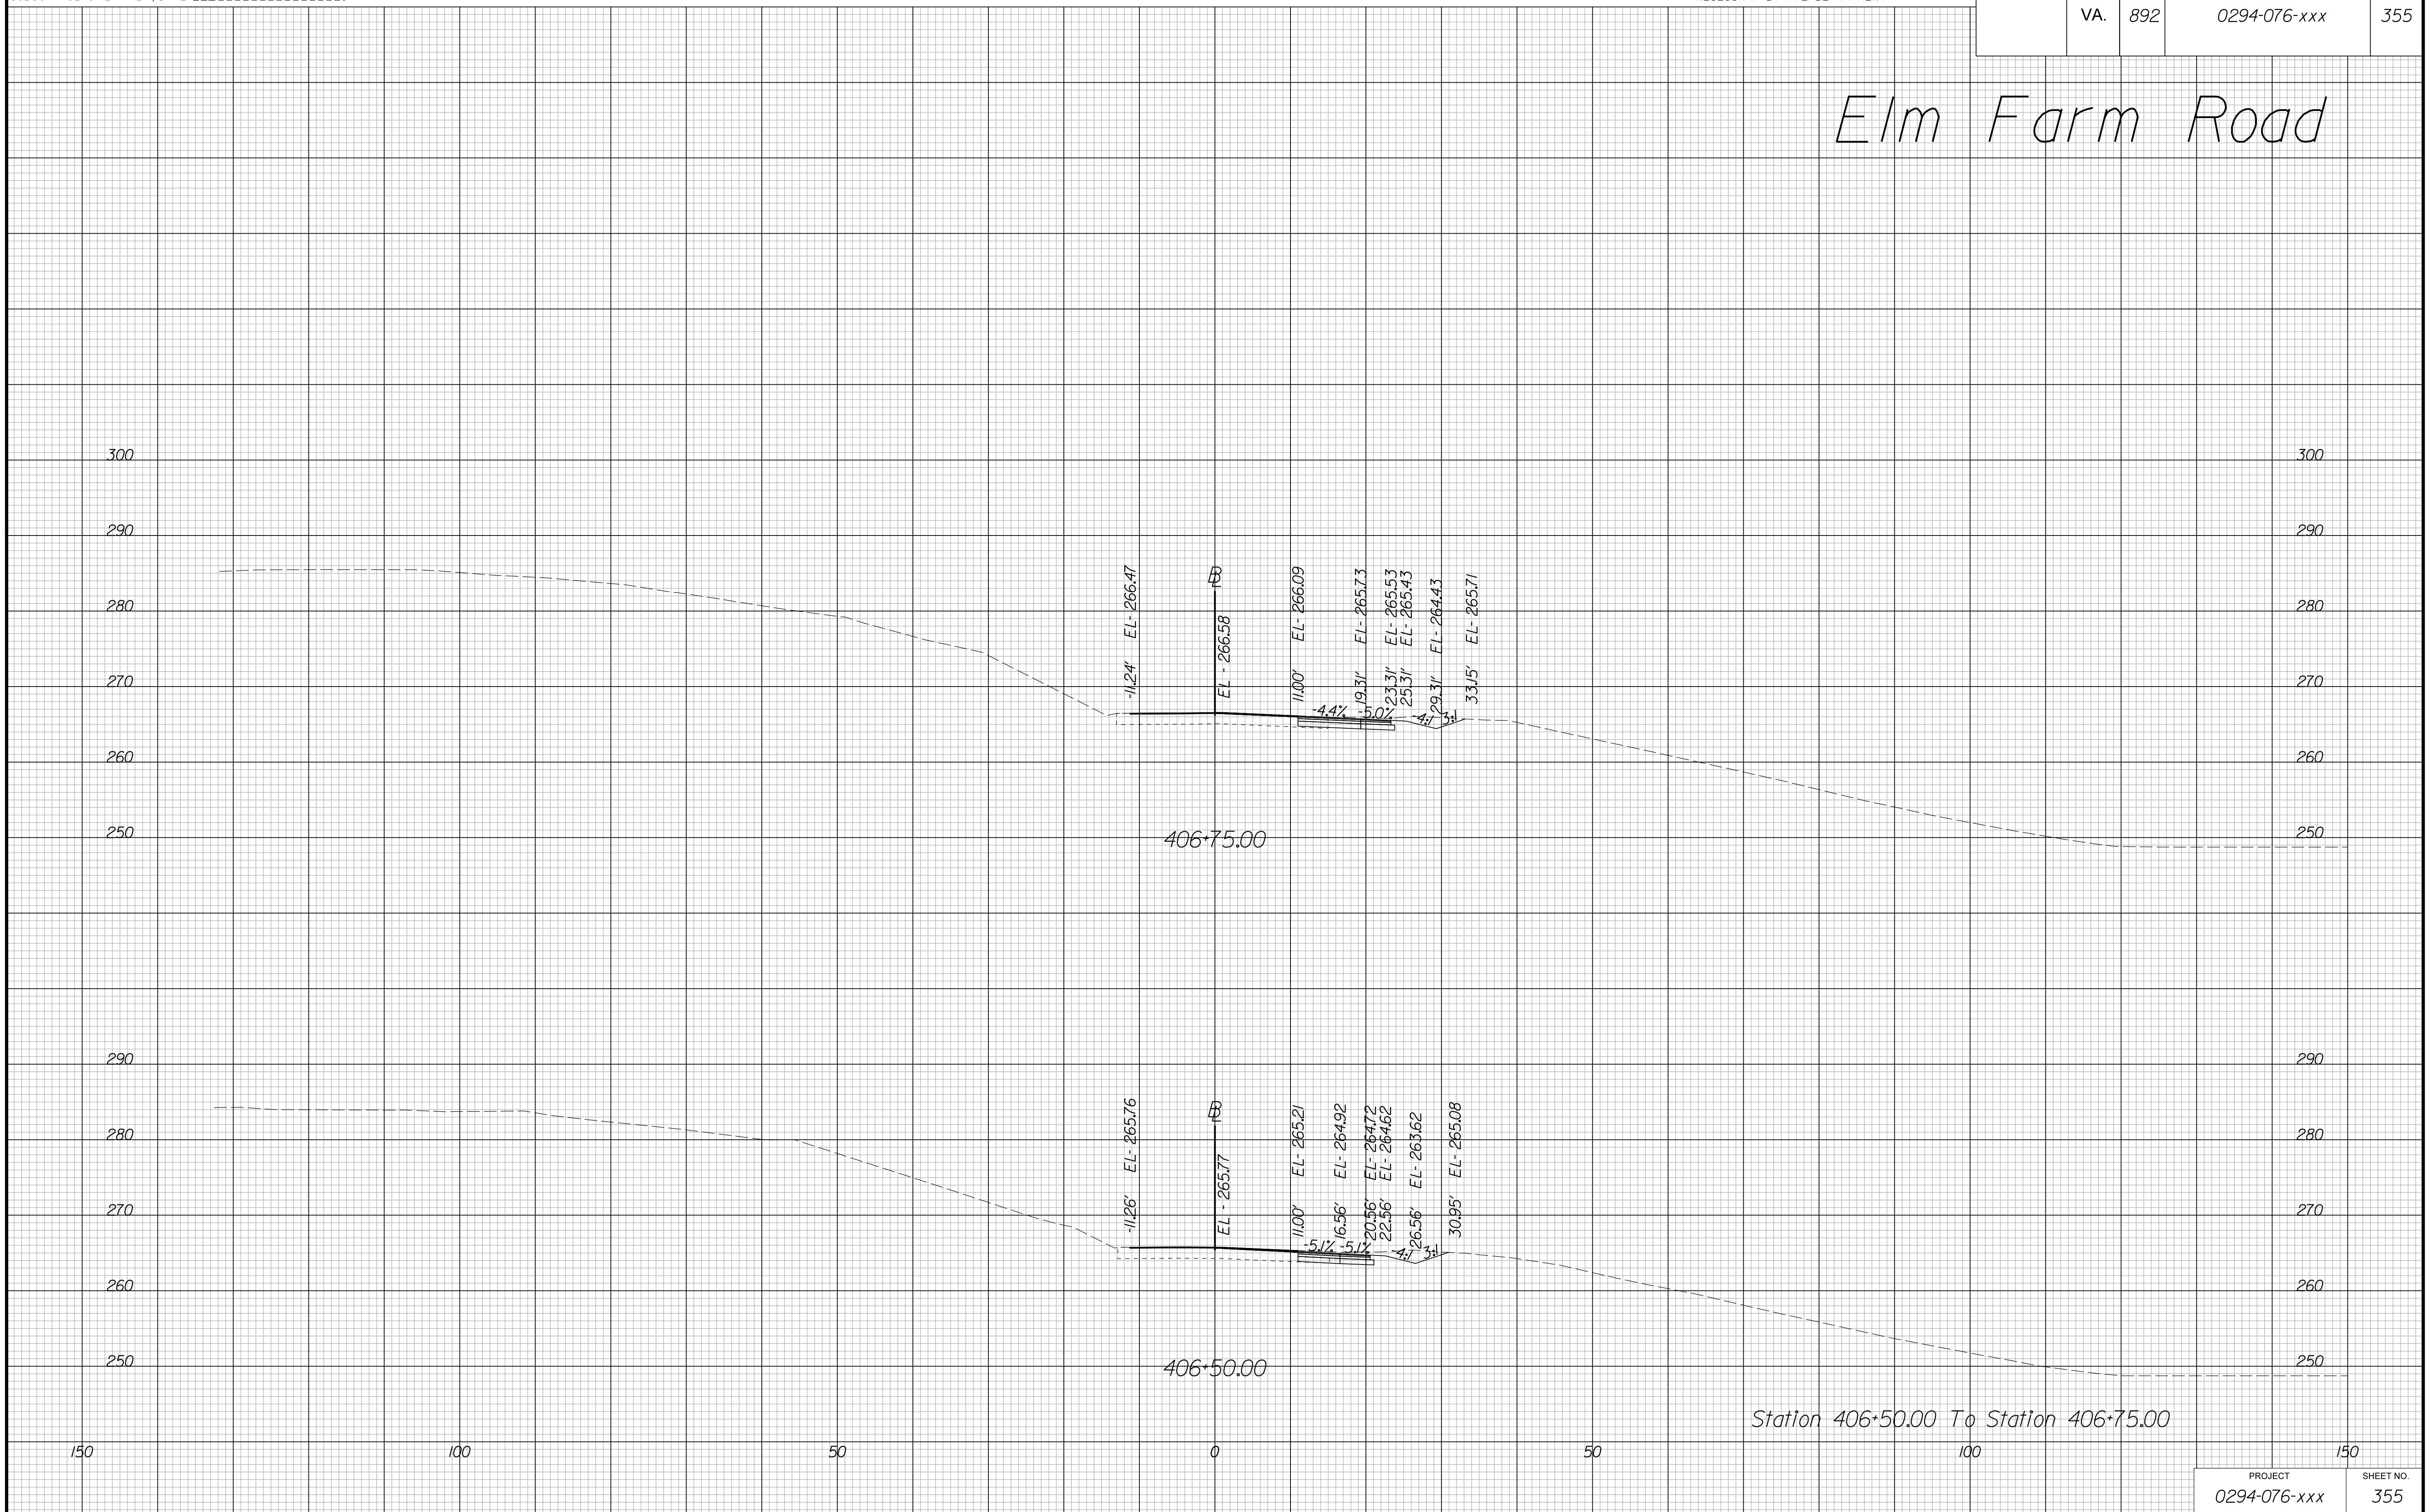 VA. 892 0294-076-xxx 355
Elm Farm Road
300 300
290 290
280 280
270 270
260 260
250 250
-11.24' EL- 266.47
B
EL - 266.58
11.00' EL- 266.09
19.31' EL- 265.73
23.31' EL- 265.53
25.31' EL- 265.43
29.31' EL- 264.43
33.15' EL- 265.71
-4.4% -5.0% -4:1 3:1
406+75.00
290 290
280 280
270 270
260 260
250 250
-11.26' EL- 265.76
B
EL - 265.77
11.00' EL- 265.21
16.56' EL- 264.92
20.56' EL- 264.72
22.56' EL- 264.62
26.56' EL- 263.62
30.95' EL- 265.08
-5.1% -5.1% -4:1 3:1
406+50.00
Station 406+50.00 To Station 406+75.00
150 100 50 0 50 100 150
PROJECT SHEET NO.
0294-076-xxx 355